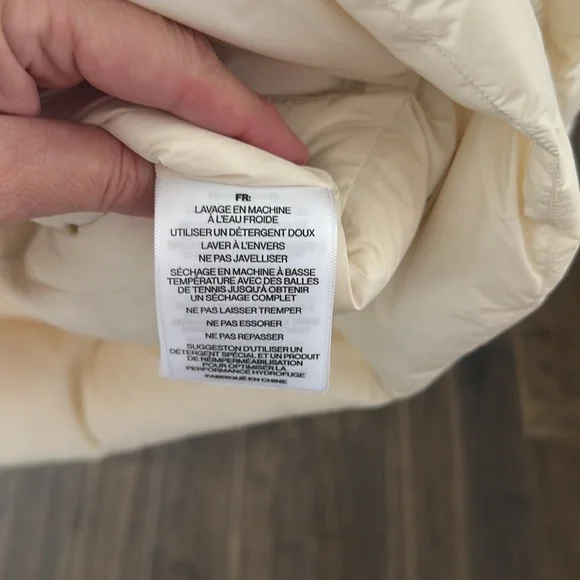 FR:
LAVAGE EN MACHINE
À L'EAU FROIDE
UTILISER UN DÉTERGENT DOUX
LAVER À L'ENVERS
NE PAS JAVELLISER
SÉCHAGE EN MACHINE À BASSE
TEMPÉRATURE AVEC DES BALLES
DE TENNIS JUSQU'À OBTENIR
UN SÉCHAGE COMPLET
NE PAS LAISSER TREMPER
NE PAS ESSORER
NE PAS REPASSER
SUGGESTON D'UTILISER UN
DÉTERGENT SPÉCIAL ET UN PRODUIT
DE RÉIMPERMÉABILISATION
POUR OPTIMISER LA
PERFORMANCE HYDROFUGE
FABRIQUÉ EN CHINE